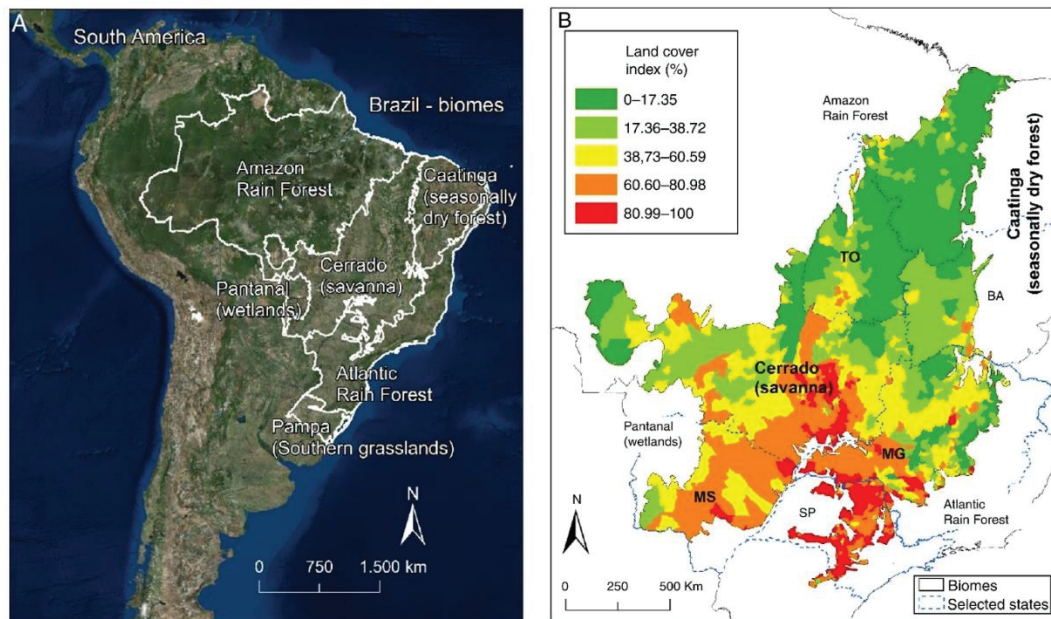 A
South America
Brazil - biomes
Amazon
Rain Forest
Caatinga
(seasonally
dry forest)
Cerrado
(savanna)
Pantanal
(wetlands)
Atlantic
Rain Forest
Pampa
(Southern grasslands)
N
0 750 1.500 km
B
Land cover
index (%)
0–17.35
17.36–38.72
38,73–60.59
60.60–80.98
80.99–100
Amazon
Rain Forest
Caatinga
(seasonally dry forest)
TO
BA
Cerrado
(savanna)
Pantanal
(wetlands)
MG
MS
SP
Atlantic
Rain Forest
N
0 250 500 Km
Biomes
Selected states